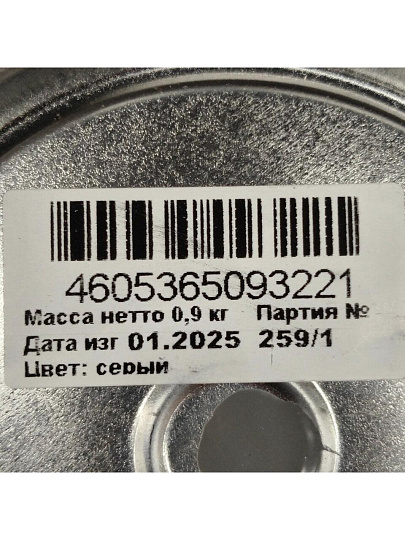 4605365093221
Масса нетто 0,9 кг Партия №
Дата изг 01.2025 259/1
Цвет: серый